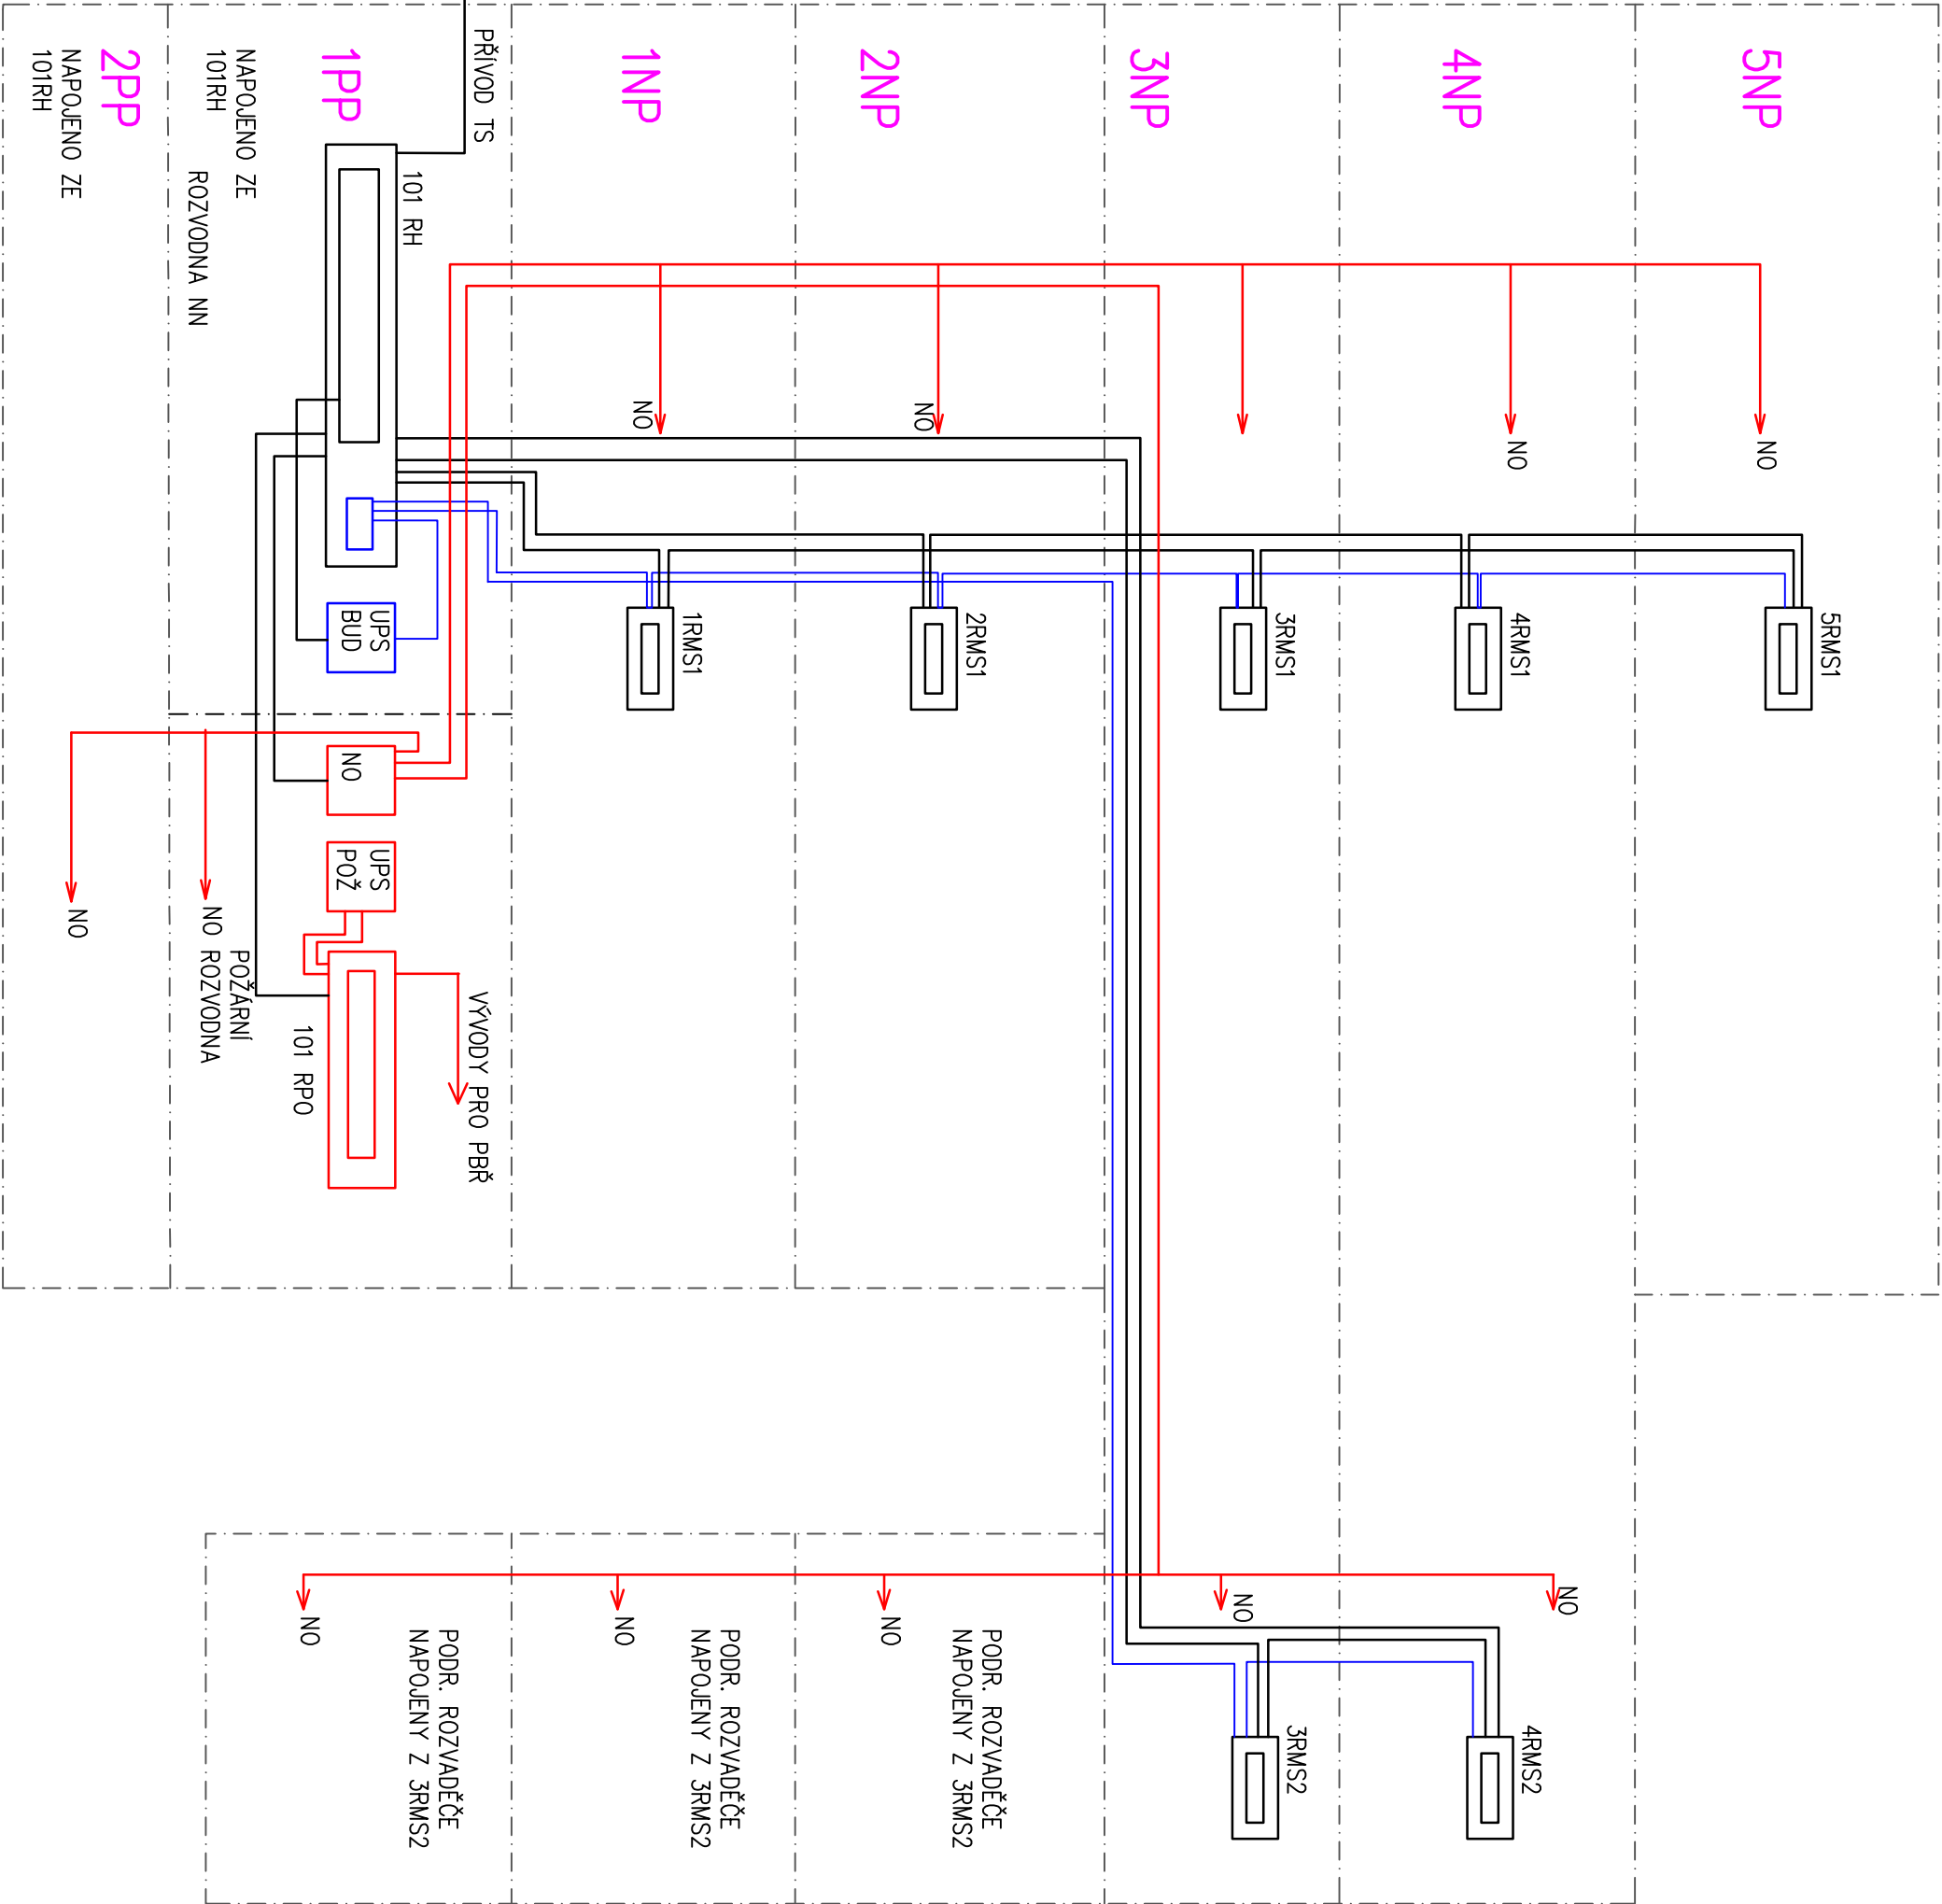 5NP
4NP
3NP
2NP
1NP
1PP
2PP
PŘÍVOD TS
NAPOJENO ZE
101RH
NAPOJENO ZE
101RH
ROZVODNA NN
101 RH
NO
NO
NO
NO
5RMS1
4RMS1
3RMS1
2RMS1
1RMS1
UPS
BUD
NO
UPS
POŽ
NO
NO
POŽÁRNÍ
ROZVODNA
101 RPO
VÝVODY PRO PBŘ
NO
NO
NO
NO
NO
PODR. ROZVADĚČE
NAPOJENY Z 3RMS2
PODR. ROZVADĚČE
NAPOJENY Z 3RMS2
PODR. ROZVADĚČE
NAPOJENY Z 3RMS2
4RMS2
3RMS2